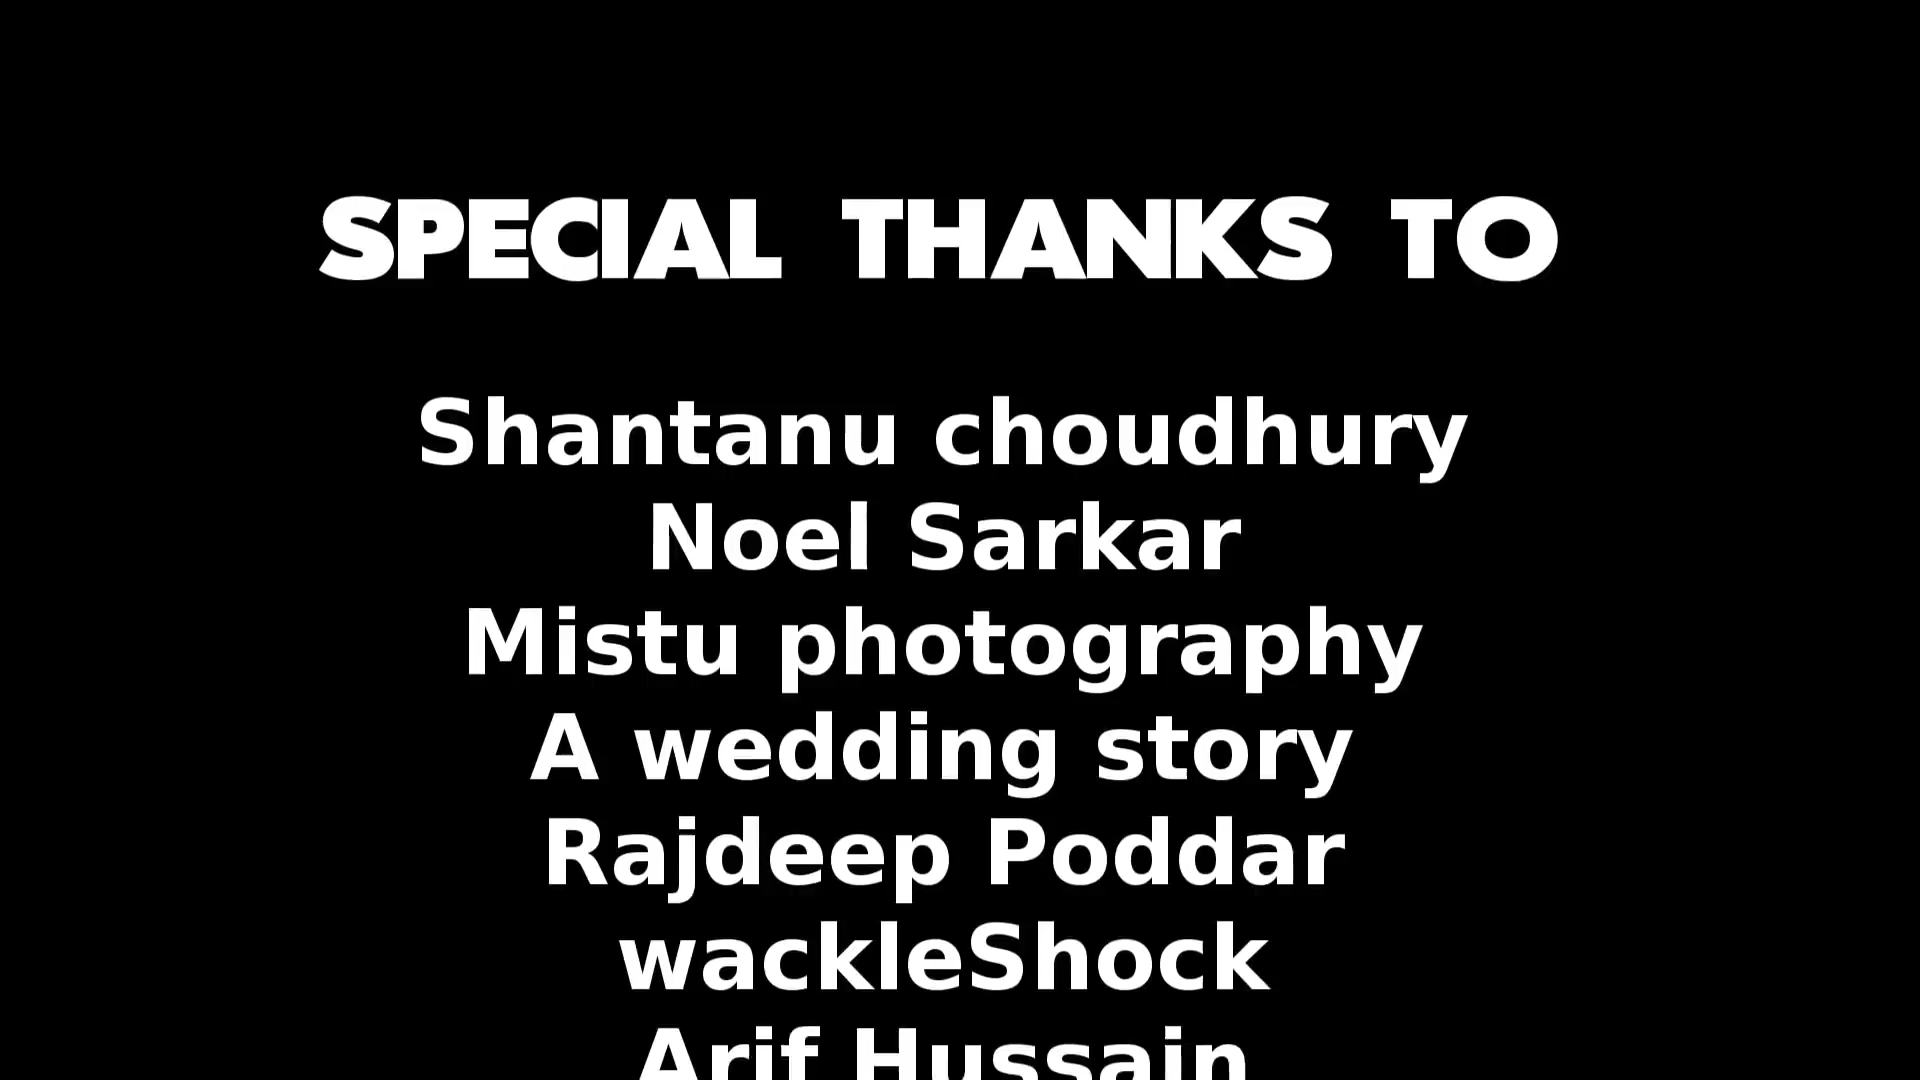 SPECIAL THANKS TO
Shantanu choudhury
Noel Sarkar
Mistu photography
A wedding story
Rajdeep Poddar
wackleShock
Arif Hussain